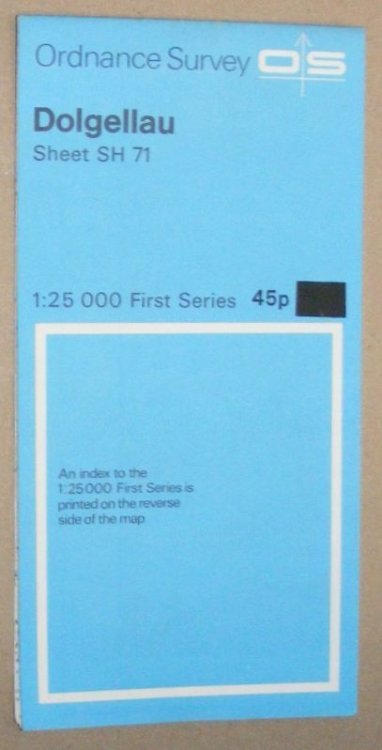 Ordnance Survey OS
Dolgellau
Sheet SH 71
1:25 000 First Series 45p
An index to the
1:25000 First Series is
printed on the reverse
side of the map